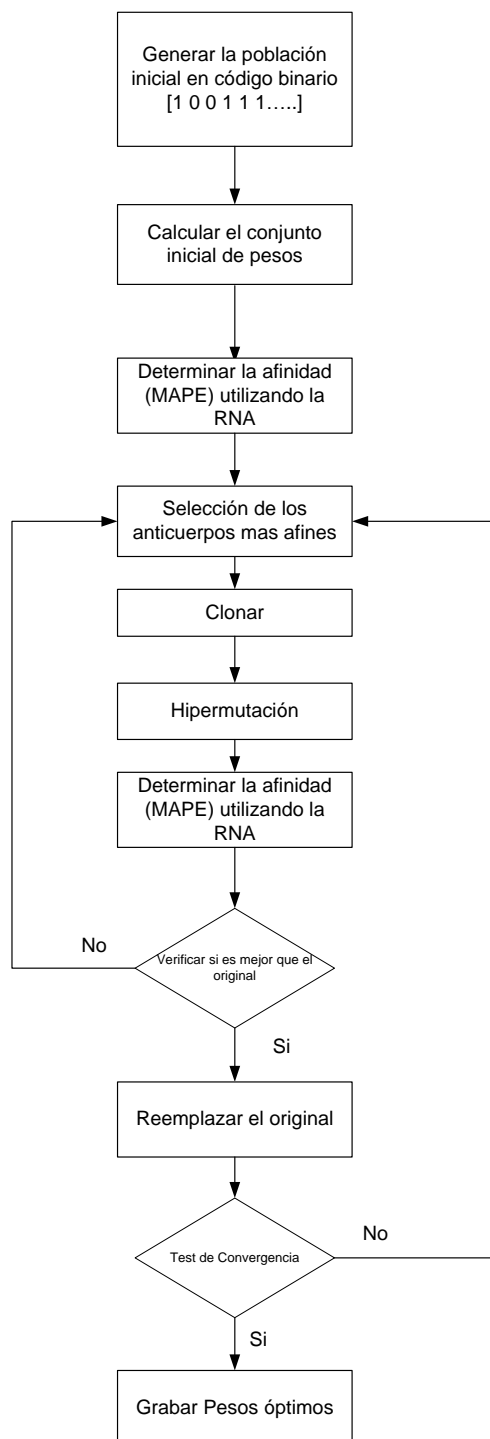 Generar la población
inicial en código binario
[1 0 0 1 1 1…..]
Calcular el conjunto
inicial de pesos
Determinar la afinidad
(MAPE) utilizando la
RNA
Selección de los
anticuerpos mas afines
Clonar
Hipermutación
Determinar la afinidad
(MAPE) utilizando la
RNA
No
Verificar si es mejor que el
original
Si
Reemplazar el original
No
Test de Convergencia
Si
Grabar Pesos óptimos